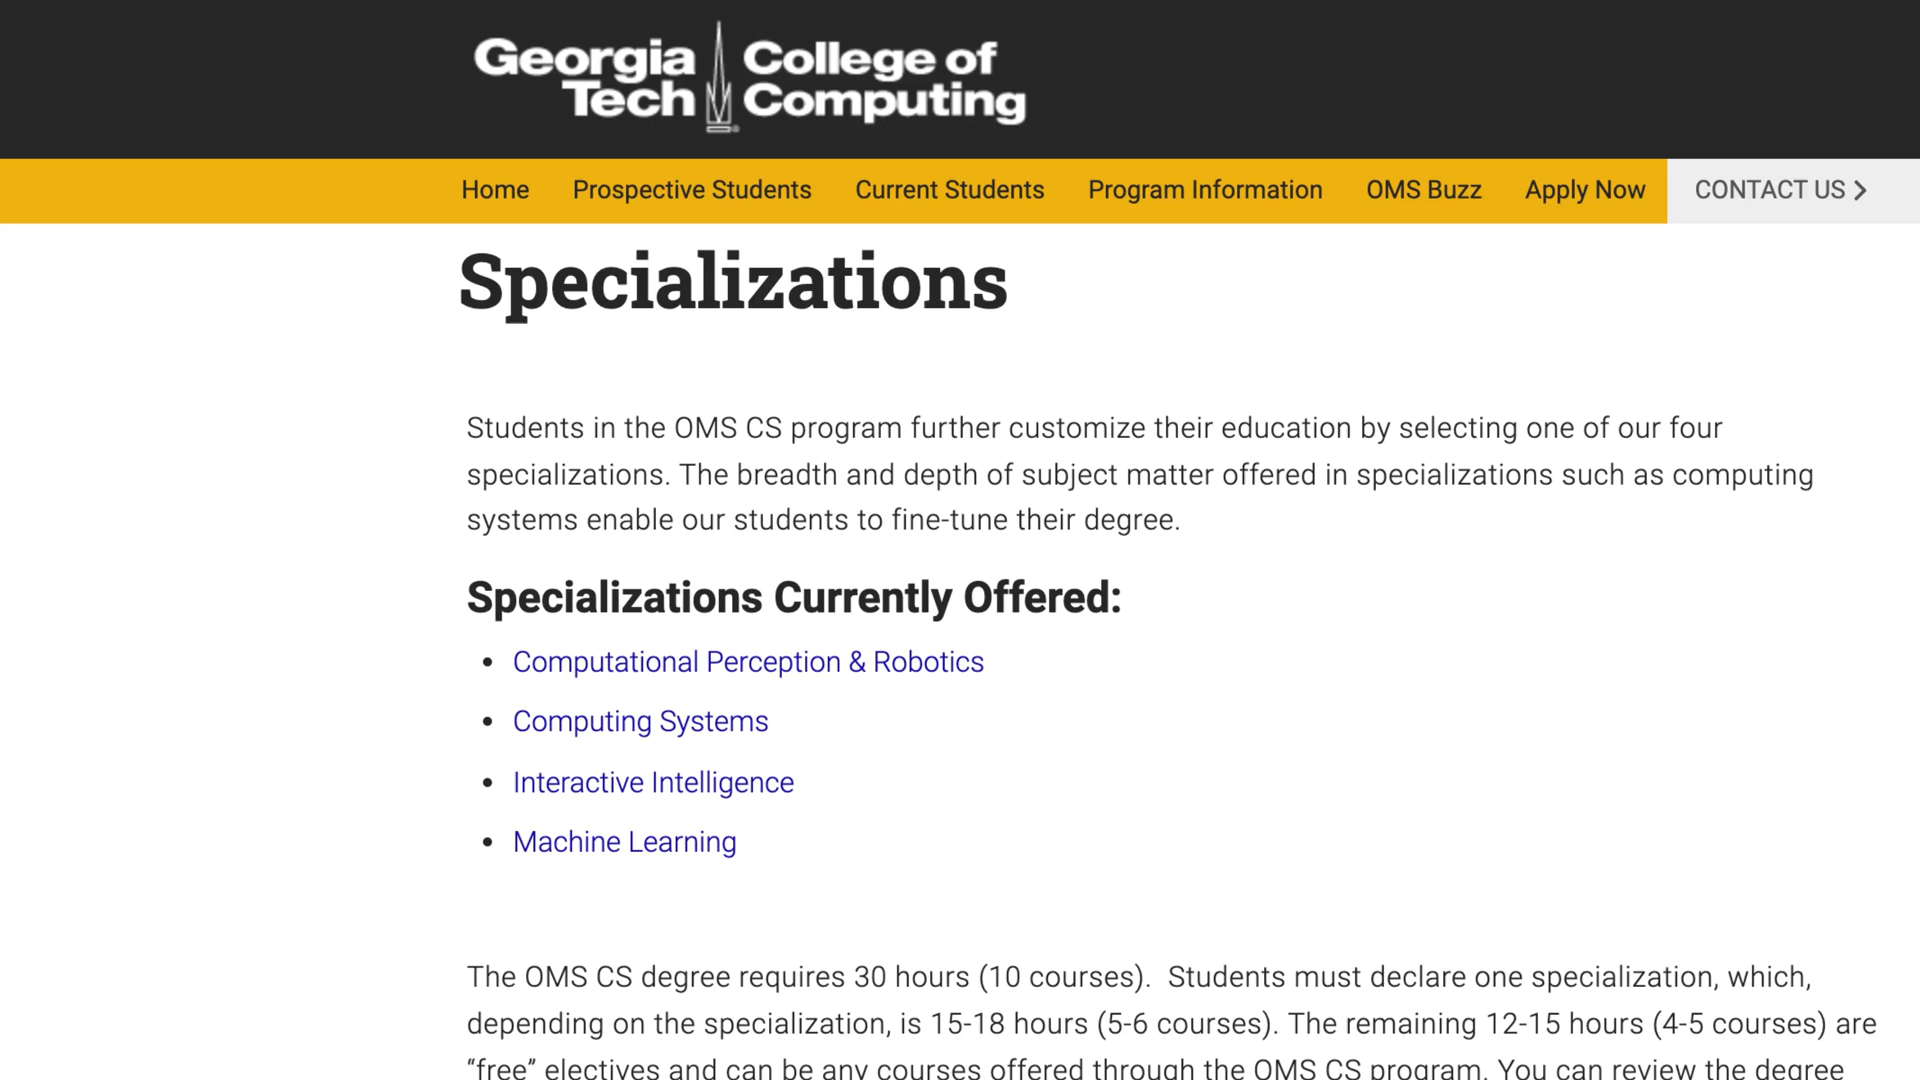 Georgia Tech College of Computing
Home Prospective Students Current Students Program Information OMS Buzz Apply Now CONTACT US
Specializations
Students in the OMS CS program further customize their education by selecting one of our four
specializations. The breadth and depth of subject matter offered in specializations such as computing
systems enable our students to fine-tune their degree.
Specializations Currently Offered:
• Computational Perception & Robotics
• Computing Systems
• Interactive Intelligence
• Machine Learning
The OMS CS degree requires 30 hours (10 courses).  Students must declare one specialization, which,
depending on the specialization, is 15-18 hours (5-6 courses). The remaining 12-15 hours (4-5 courses) are
“free” electives and can be any courses offered through the OMS CS program. You can review the degree